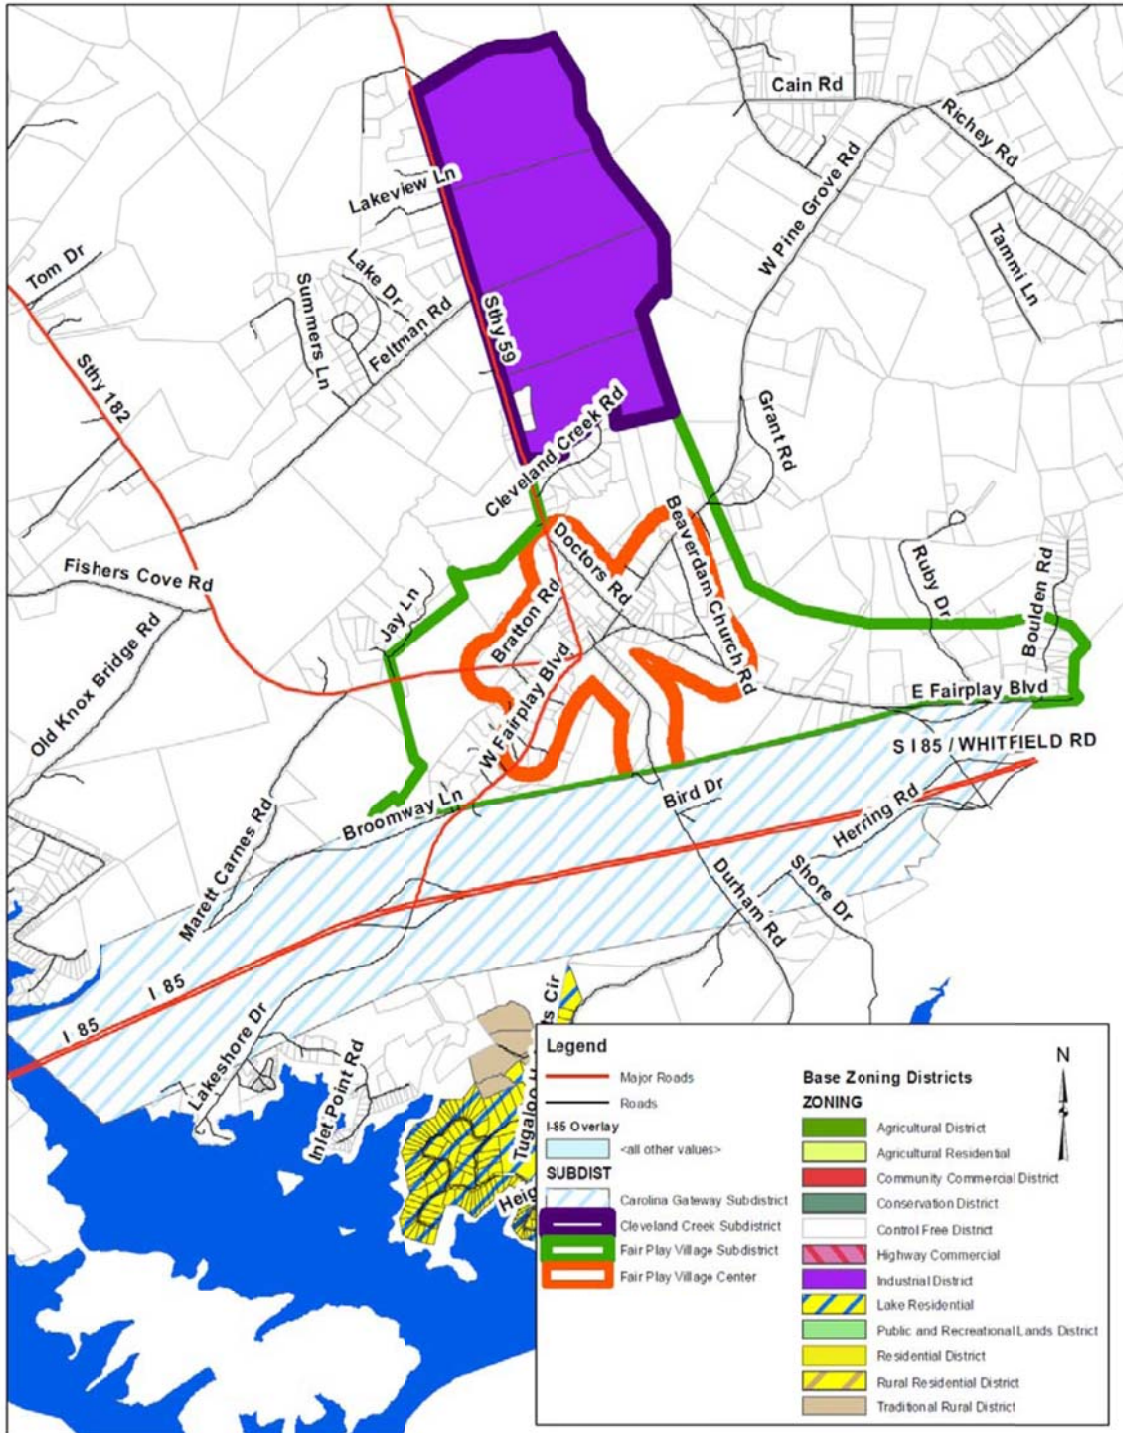 Cain Rd
Richey Rd
W Pine Grove Rd
Lakeview Ln
Tammi Ln
Tom Dr
Lake Dr
Summers Ln
Feltman Rd
Sthy 59
Sthy 182
Grant Rd
Cleveland Creek Rd
Beaverdam Church Rd
Doctors Rd
Fishers Cove Rd
Ruby Dr
Boulden Rd
Jay Ln
Bratton Rd
Old Knox Bridge Rd
W Fairplay Blvd
E Fairplay Blvd
S I 85 / WHITFIELD RD
Bird Dr
Herring Rd
Broomway Ln
Marett Carnes Rd
Shore Dr
Durham Rd
I 85
I 85
Lakeshore Dr
Inlet Point Rd
Tugaloo H
ts Cir
Heig
Legend
Major Roads
Roads
I-85 Overlay
<all other values>
SUBDIST
Carolina Gateway Subdistrict
Cleveland Creek Subdistrict
Fair Play Village Subdistrict
Fair Play Village Center
N
Base Zoning Districts
ZONING
Agricultural District
Agricultural Residential
Community Commercial District
Conservation District
Control Free District
Highway Commercial
Industrial District
Lake Residential
Public and Recreational Lands District
Residential District
Rural Residential District
Traditional Rural District